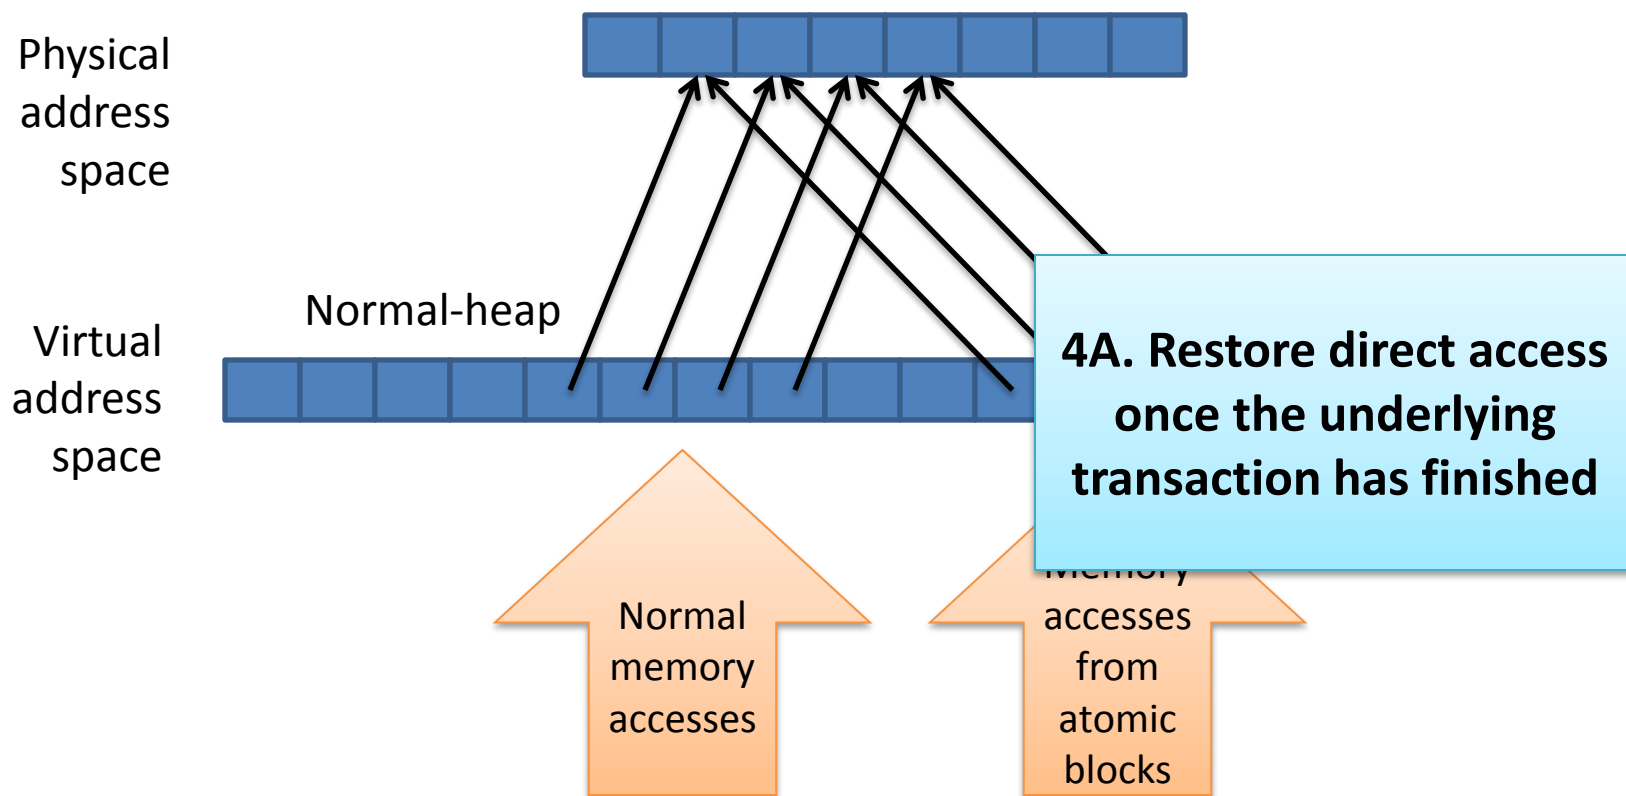 Physical
address
space
Normal-heap
Virtual
address
space
4A. Restore direct access
once the underlying
transaction has finished
Normal
memory
accesses
Memory
accesses
from
atomic
blocks